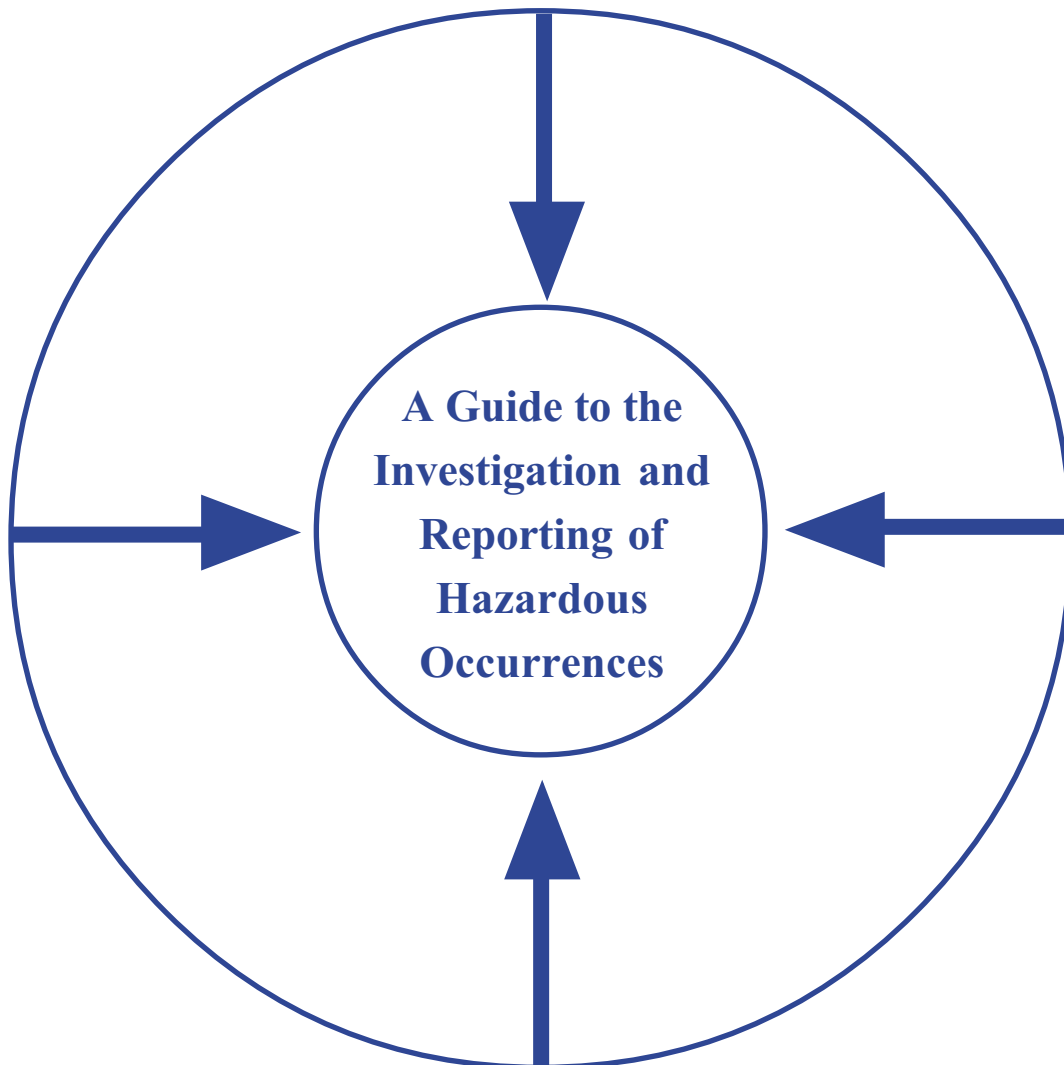 A Guide to the
Investigation and
Reporting of
Hazardous
Occurrences